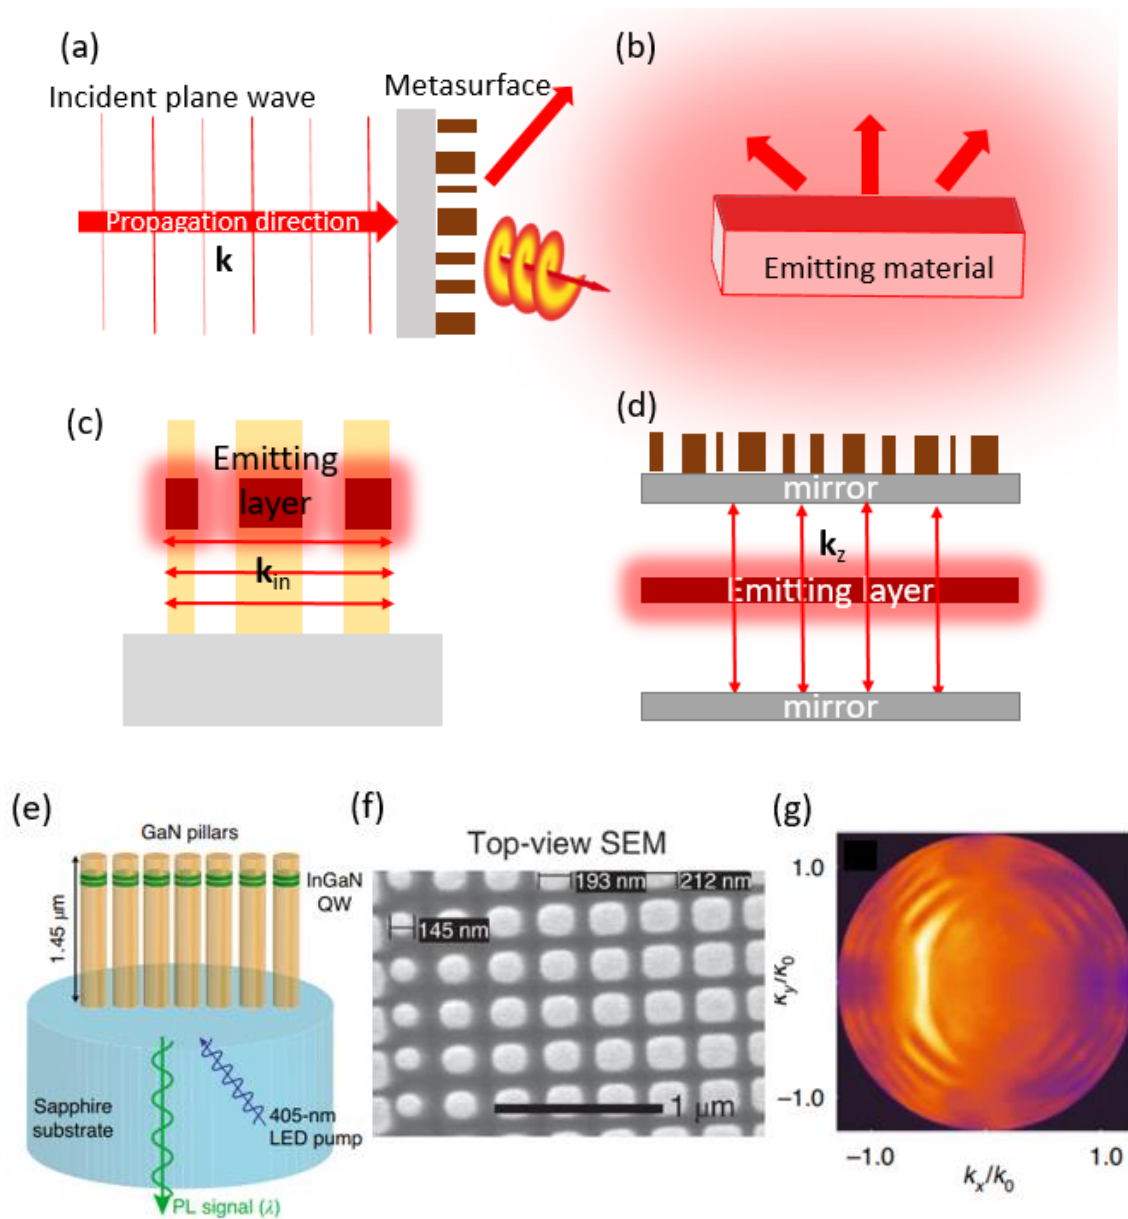 (a)
Incident plane wave
Metasurface
Propagation direction
k
(b)
Emitting material
(c)
Emitting
layer
k_in
(d)
mirror
k_z
Emitting layer
mirror
(e)
GaN pillars
InGaN
QW
1.45 μm
Sapphire
substrate
405-nm
LED pump
PL signal (λ)
(f)
Top-view SEM
193 nm
212 nm
145 nm
1 μm
(g)
1.0
κ_y/κ_0
−1.0
−1.0
1.0
k_x/k_0